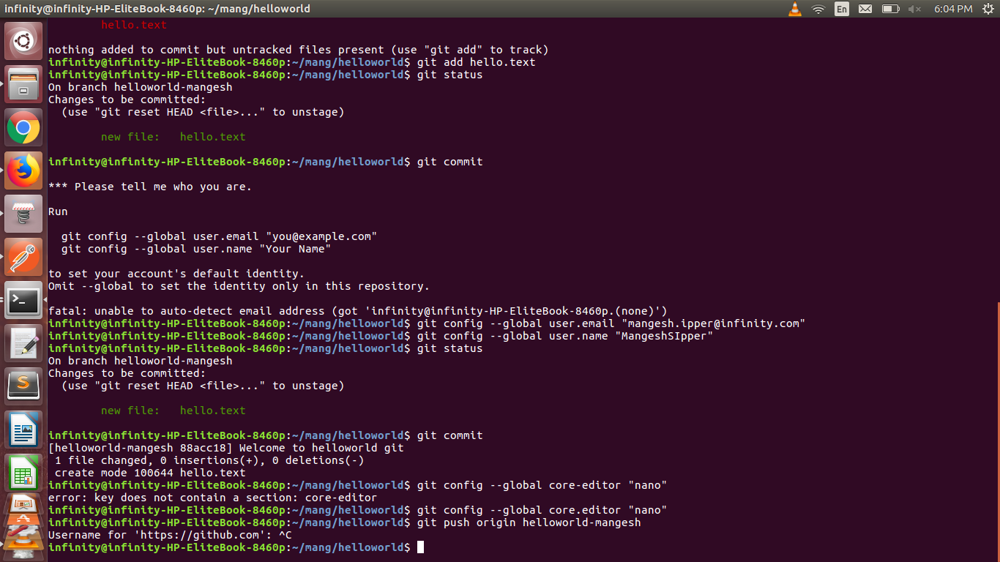 infinity@infinity-HP-EliteBook-8460p: ~/mang/helloworld
En
6:04 PM
hello.text
nothing added to commit but untracked files present (use "git add" to track)
infinity@infinity-HP-EliteBook-8460p:~/mang/helloworld$ git add hello.text
infinity@infinity-HP-EliteBook-8460p:~/mang/helloworld$ git status
On branch helloworld-mangesh
Changes to be committed:
  (use "git reset HEAD <file>..." to unstage)
        new file:   hello.text
infinity@infinity-HP-EliteBook-8460p:~/mang/helloworld$ git commit
*** Please tell me who you are.
Run
  git config --global user.email "you@example.com"
  git config --global user.name "Your Name"
to set your account's default identity.
Omit --global to set the identity only in this repository.
fatal: unable to auto-detect email address (got 'infinity@infinity-HP-EliteBook-8460p.(none)')
infinity@infinity-HP-EliteBook-8460p:~/mang/helloworld$ git config --global user.email "mangesh.ipper@infinity.com"
infinity@infinity-HP-EliteBook-8460p:~/mang/helloworld$ git config --global user.name "MangeshSIpper"
infinity@infinity-HP-EliteBook-8460p:~/mang/helloworld$ git status
On branch helloworld-mangesh
Changes to be committed:
  (use "git reset HEAD <file>..." to unstage)
        new file:   hello.text
infinity@infinity-HP-EliteBook-8460p:~/mang/helloworld$ git commit
[helloworld-mangesh 88acc18] Welcome to helloworld git
 1 file changed, 0 insertions(+), 0 deletions(-)
 create mode 100644 hello.text
infinity@infinity-HP-EliteBook-8460p:~/mang/helloworld$ git config --global core-editor "nano"
error: key does not contain a section: core-editor
infinity@infinity-HP-EliteBook-8460p:~/mang/helloworld$ git config --global core.editor "nano"
infinity@infinity-HP-EliteBook-8460p:~/mang/helloworld$ git push origin helloworld-mangesh
Username for 'https://github.com': ^C
infinity@infinity-HP-EliteBook-8460p:~/mang/helloworld$